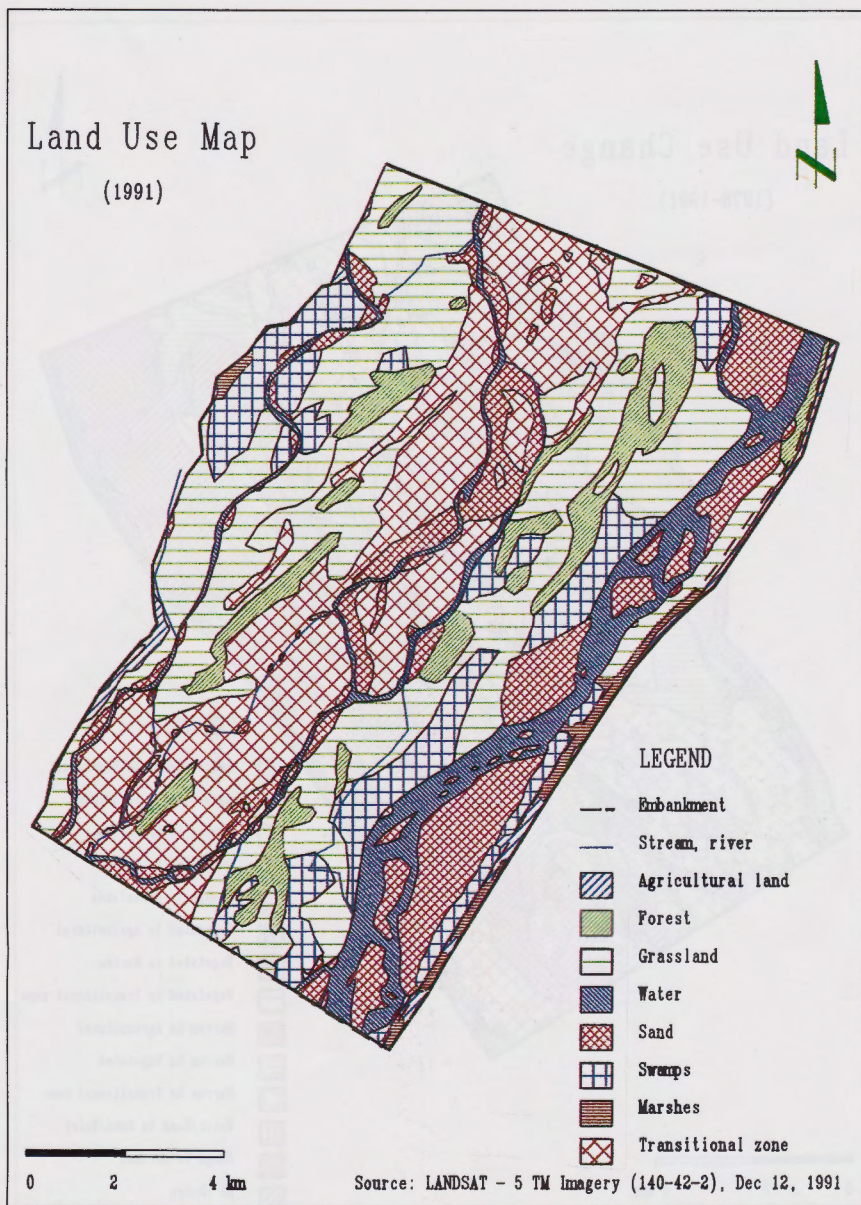 Land Use Map
(1991)
N
LEGEND
Embankment
Stream, river
Agricultural land
Forest
Grassland
Water
Sand
Swamps
Marshes
Transitional zone
0 2 4 km
Source: LANDSAT - 5 TM Imagery (140-42-2), Dec 12, 1991